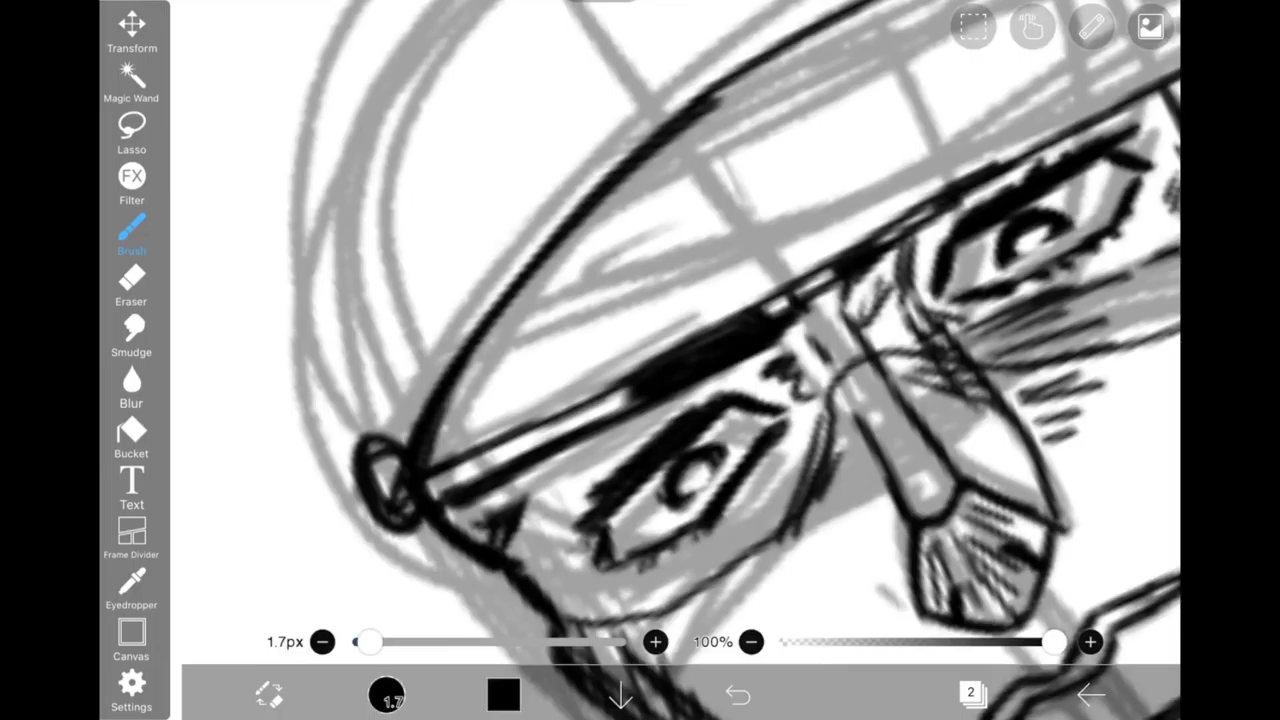 Transform
Magic Wand
Lasso
FX
Filter
Brush
Eraser
Smudge
Blur
Bucket
T
Text
Frame Divider
Eyedropper
Canvas
Settings
1.7px
100%
1.7
2